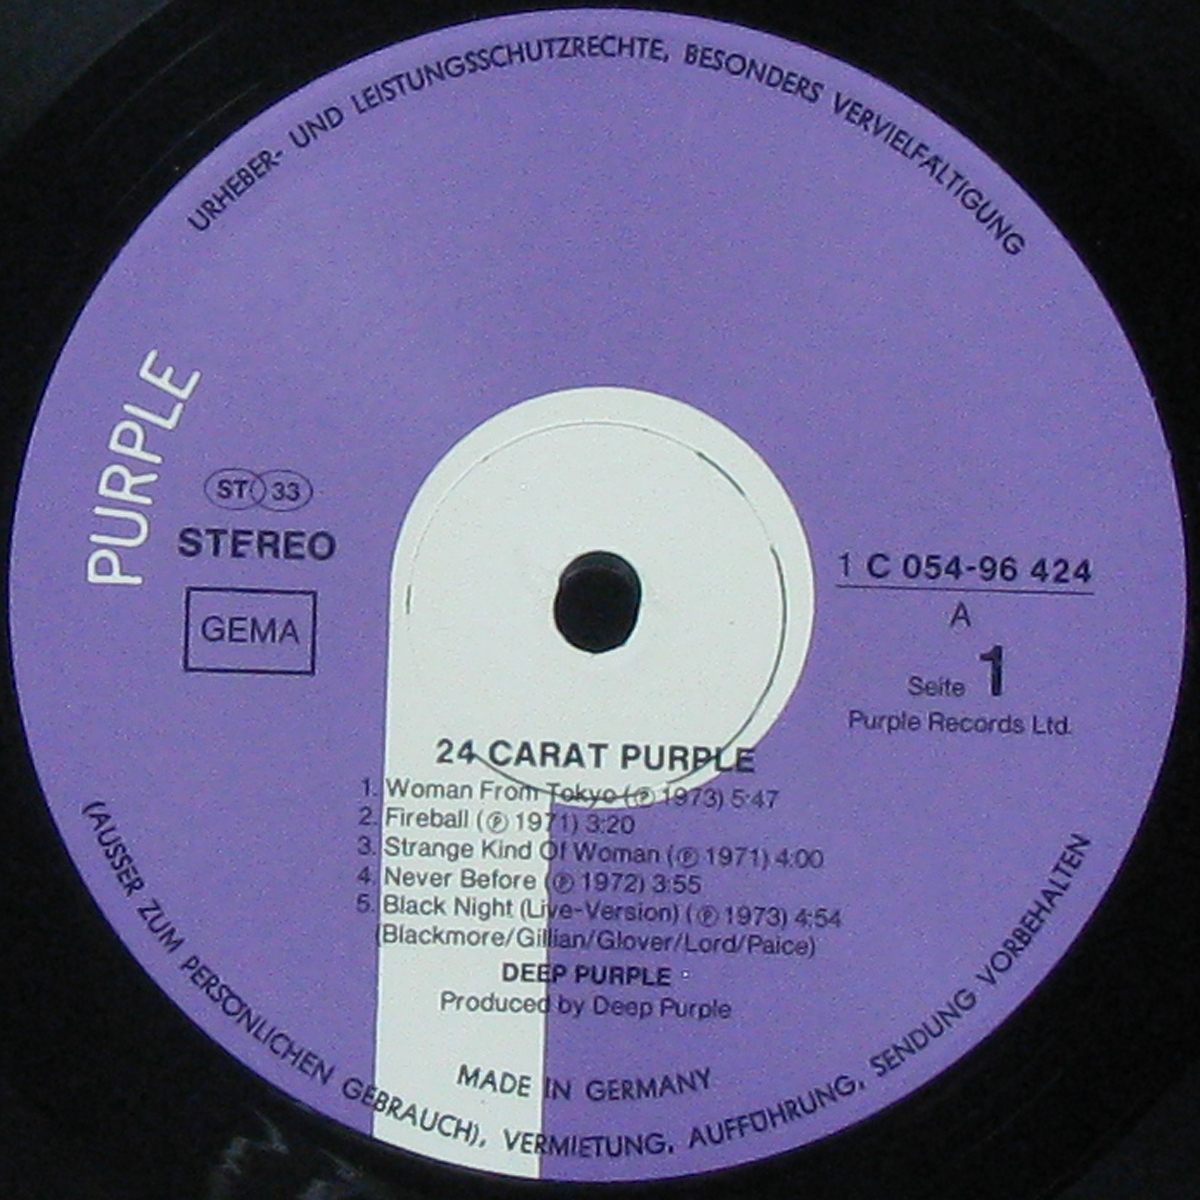 URHEBER- UND LEISTUNGSSCHUTZRECHTE, BESONDERS VERVIELFÄLTIGUNG
(AUSSER ZUM PERSÖNLICHEN GEBRAUCH), VERMIETUNG, AUFFÜHRUNG, SENDUNG VORBEHALTEN
PURPLE
ST 33
STEREO
GEMA
1 C 054-96 424
A
Seite 1
Purple Records Ltd.
24 CARAT PURPLE
1. Woman From Tokyo (Ⓟ 1973) 5:47
2. Fireball (Ⓟ 1971) 3:20
3. Strange Kind Of Woman (Ⓟ 1971) 4:00
4. Never Before (Ⓟ 1972) 3:55
5. Black Night (Live-Version) (Ⓟ 1973) 4:54
(Blackmore/Gillian/Glover/Lord/Paice)
DEEP PURPLE
Produced by Deep Purple
MADE IN GERMANY